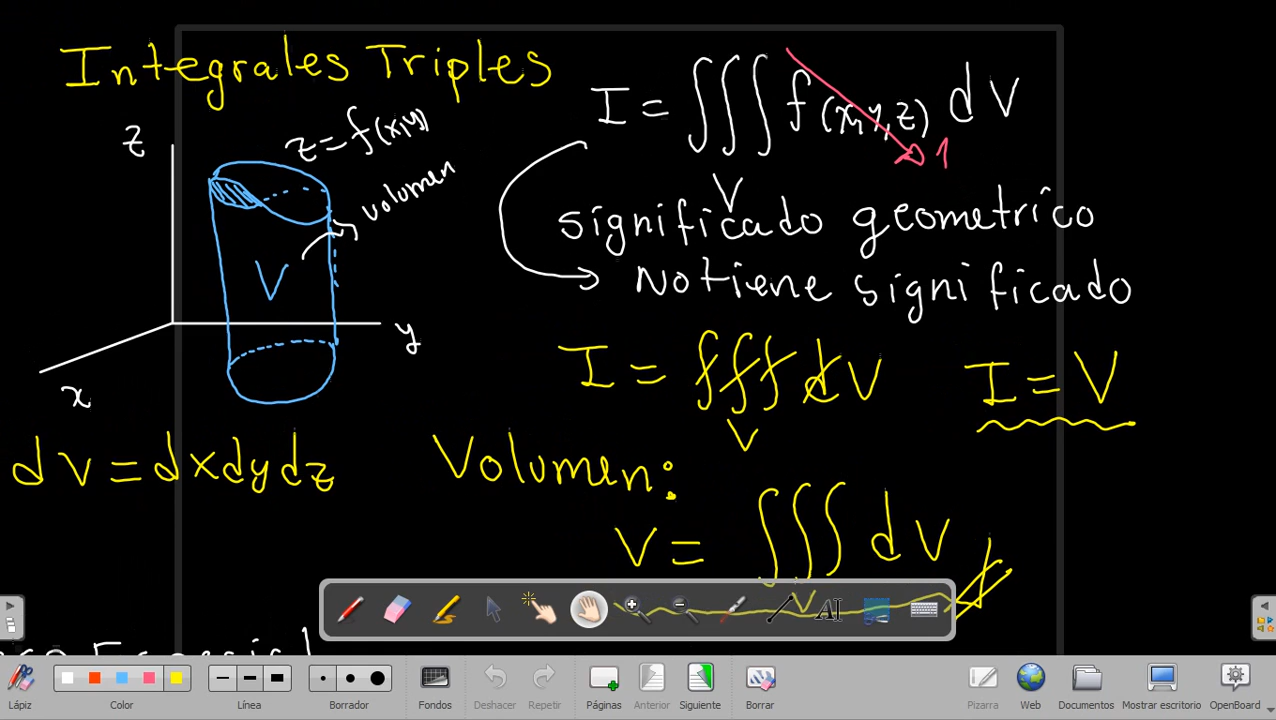 Integrales Triples
z
z = f(x,y)
volumen
V
y
x
dV = dxdydz
I = ∫∫∫ f(x,y,z) dV
1
V
significado geometrico
No tiene significado
I = ∫∫∫ dV
V
I = V
Volumen:
V = ∫∫∫ dV
V
AI
Lápiz
Color
Línea
Borrador
Fondos
Deshacer
Repetir
Páginas
Anterior
Siguiente
Borrar
Pizarra
Web
Documentos
Mostrar escritorio
OpenBoard